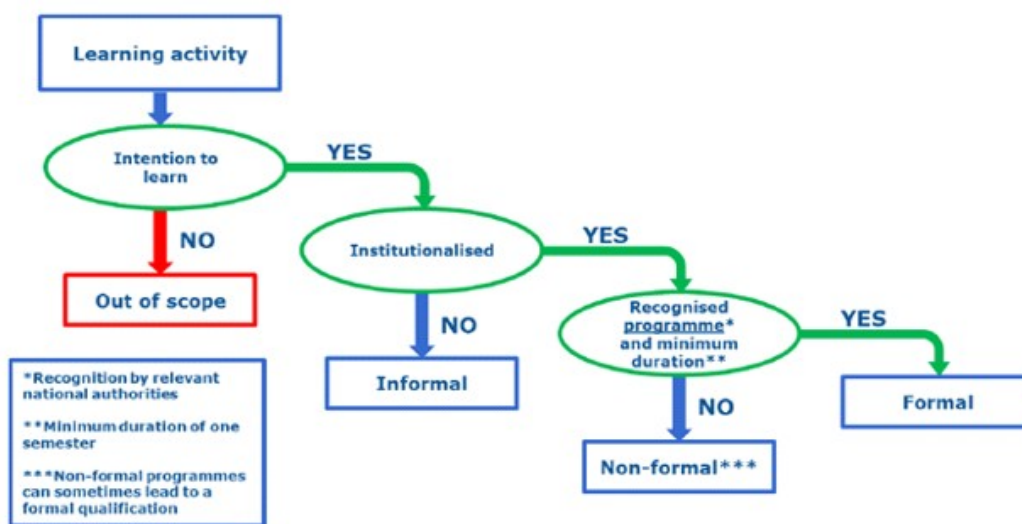 Learning activity
Intention to
learn
YES
NO
Out of scope
Institutionalised
YES
NO
Informal
Recognised
programme*
and minimum
duration**
YES
NO
Formal
Non-formal***
*Recognition by relevant
national authorities
**Minimum duration of one
semester
***Non-formal programmes
can sometimes lead to a
formal qualification